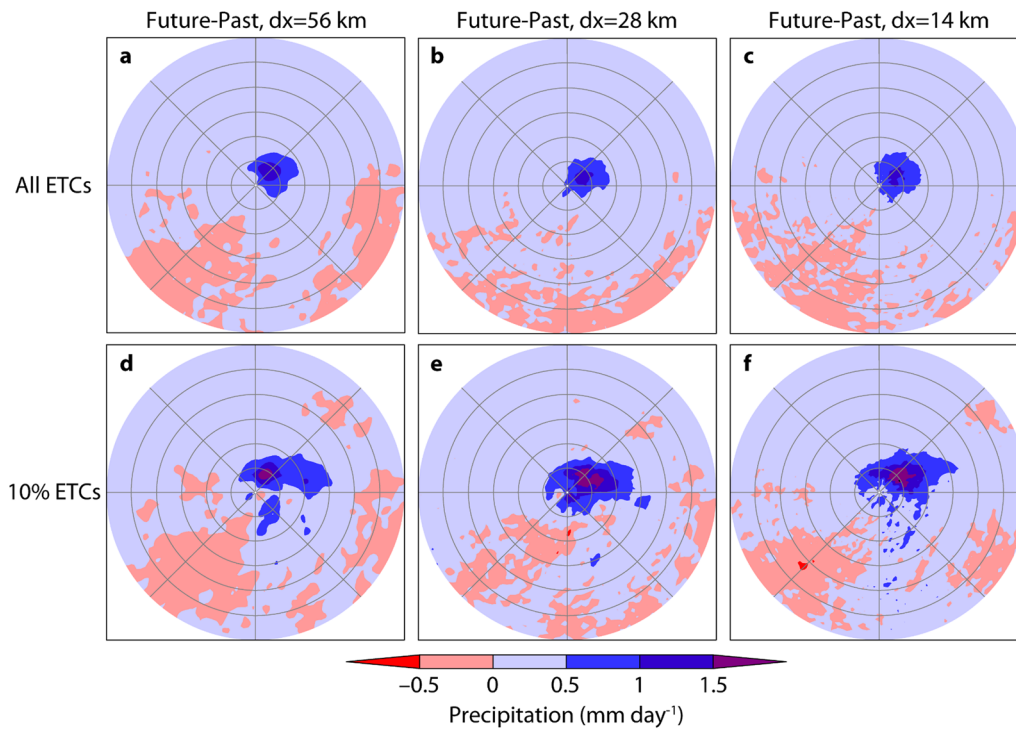 Future-Past, dx=56 km
Future-Past, dx=28 km
Future-Past, dx=14 km
a
b
c
All ETCs
d
e
f
10% ETCs
−0.5 0 0.5 1 1.5
Precipitation (mm day⁻¹)